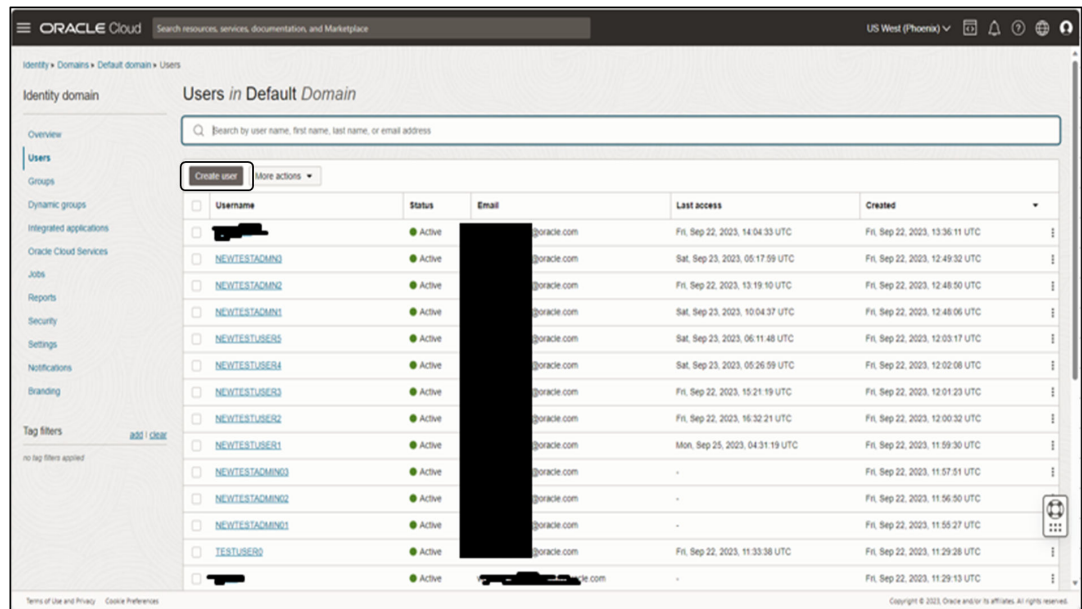 ORACLE Cloud Search resources, services, documentation, and Marketplace US West (Phoenix)
Identity » Domains » Default domain » Users
Identity domain
Users in Default Domain
Search by user name, first name, last name, or email address
Overview
Users
Groups
Dynamic groups
Integrated applications
Oracle Cloud Services
Jobs
Reports
Security
Settings
Notifications
Branding
Tag filters add | clear
no tag filters applied
Create user More actions
Username Status Email Last access Created
Active @oracle.com Fri, Sep 22, 2023, 14:04:33 UTC Fri, Sep 22, 2023, 13:36:11 UTC
NEWTESTADMN3 Active @oracle.com Sat, Sep 23, 2023, 05:17:59 UTC Fri, Sep 22, 2023, 12:49:32 UTC
NEWTESTADMN2 Active @oracle.com Fri, Sep 22, 2023, 13:19:10 UTC Fri, Sep 22, 2023, 12:48:50 UTC
NEWTESTADMN1 Active @oracle.com Sat, Sep 23, 2023, 10:04:37 UTC Fri, Sep 22, 2023, 12:48:06 UTC
NEWTESTUSER5 Active @oracle.com Sat, Sep 23, 2023, 06:11:48 UTC Fri, Sep 22, 2023, 12:03:17 UTC
NEWTESTUSER4 Active @oracle.com Sat, Sep 23, 2023, 05:26:59 UTC Fri, Sep 22, 2023, 12:02:08 UTC
NEWTESTUSER3 Active @oracle.com Fri, Sep 22, 2023, 15:21:19 UTC Fri, Sep 22, 2023, 12:01:23 UTC
NEWTESTUSER2 Active @oracle.com Fri, Sep 22, 2023, 16:32:21 UTC Fri, Sep 22, 2023, 12:00:32 UTC
NEWTESTUSER1 Active @oracle.com Mon, Sep 25, 2023, 04:31:19 UTC Fri, Sep 22, 2023, 11:59:30 UTC
NEWTESTADMIN03 Active @oracle.com - Fri, Sep 22, 2023, 11:57:51 UTC
NEWTESTADMIN02 Active @oracle.com - Fri, Sep 22, 2023, 11:56:50 UTC
NEWTESTADMIN01 Active @oracle.com - Fri, Sep 22, 2023, 11:55:27 UTC
TESTUSER0 Active @oracle.com Fri, Sep 22, 2023, 11:33:38 UTC Fri, Sep 22, 2023, 11:29:28 UTC
Active - Fri, Sep 22, 2023, 11:29:13 UTC
Terms of Use and Privacy Cookie Preferences Copyright © 2023, Oracle and/or its affiliates. All rights reserved.